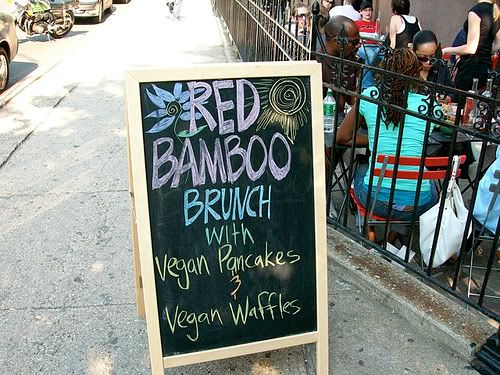 RED
BAMBOO
BRUNCH
with
Vegan Pancakes
&
Vegan Waffles